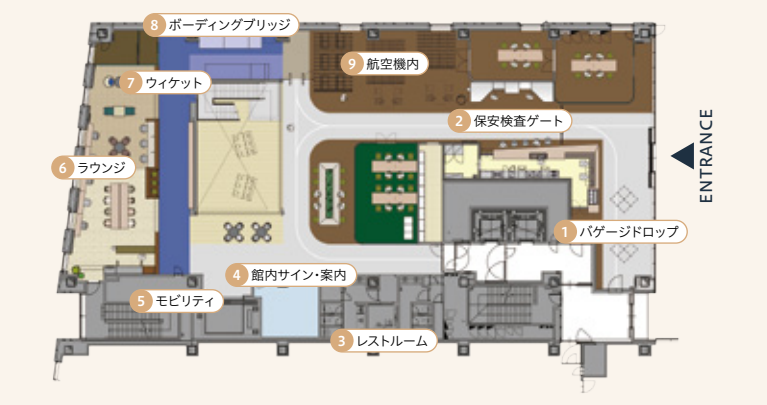 8 ボーディングブリッジ
9 航空機内
7 ウィケット
2 保安検査ゲート
6 ラウンジ
ENTRANCE
1 バゲージドロップ
4 館内サイン・案内
5 モビリティ
3 レストルーム